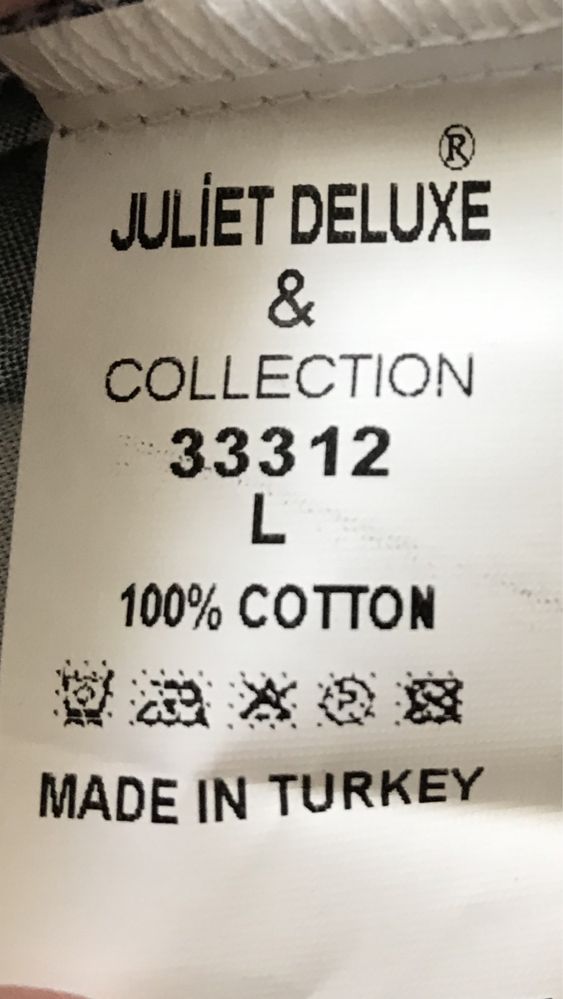 ®
JULİET DELUXE
&
COLLECTION
33312
L
100% COTTON
P
MADE IN TURKEY